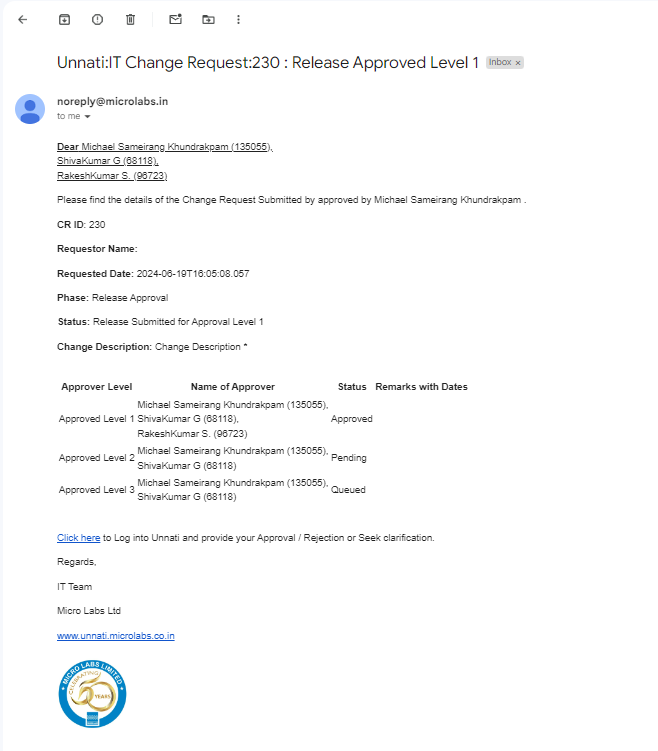 Unnati:IT Change Request:230 : Release Approved Level 1 Inbox x
noreply@microlabs.in
to me
Dear Michael Sameirang Khundrakpam (135055),
ShivaKumar G (68118),
RakeshKumar S. (96723)
Please find the details of the Change Request Submitted by approved by Michael Sameirang Khundrakpam .
CR ID: 230
Requestor Name:
Requested Date: 2024-06-19T16:05:08.057
Phase: Release Approval
Status: Release Submitted for Approval Level 1
Change Description: Change Description *
Approver Level Name of Approver Status Remarks with Dates
Michael Sameirang Khundrakpam (135055),
Approved Level 1 ShivaKumar G (68118), Approved
RakeshKumar S. (96723)
Michael Sameirang Khundrakpam (135055),
Approved Level 2 Pending
ShivaKumar G (68118)
Michael Sameirang Khundrakpam (135055),
Approved Level 3 Queued
ShivaKumar G (68118)
Click here to Log into Unnati and provide your Approval / Rejection or Seek clarification.
Regards,
IT Team
Micro Labs Ltd
www.unnati.microlabs.co.in
MICRO LABS LIMITED
CELEBRATING
50
YEARS